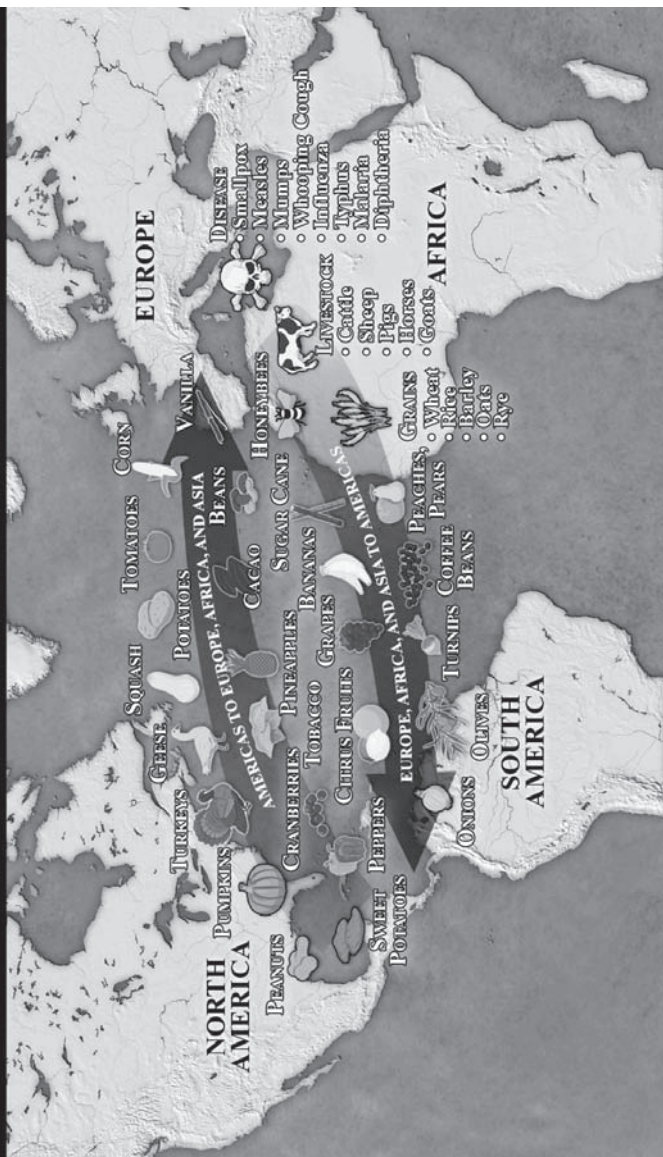 NORTH
AMERICA
EUROPE
AFRICA
SOUTH
AMERICA
AMERICAS TO EUROPE, AFRICA, AND ASIA
PEANUTS
PUMPKINS
TURKEYS
GEESE
SQUASH
POTATOES
TOMATOES
CORN
VANILLA
BEANS
CACAO
PINEAPPLES
TOBACCO
CRANBERRIES
PEPPERS
SWEET
POTATOES
EUROPE, AFRICA, AND ASIA TO AMERICAS
CITRUS FRUITS
GRAPES
BANANAS
SUGAR CANE
HONEYBEES
ONIONS
OLIVES
TURNIPS
COFFEE
BEANS
PEACHES,
PEARS
GRAINS
• Wheat
• Rice
• Barley
• Oats
• Rye
LIVESTOCK
• Cattle
• Sheep
• Pigs
• Horses
• Goats
DISEASE
• Smallpox
• Measles
• Mumps
• Whooping Cough
• Influenza
• Typhus
• Malaria
• Diphtheria